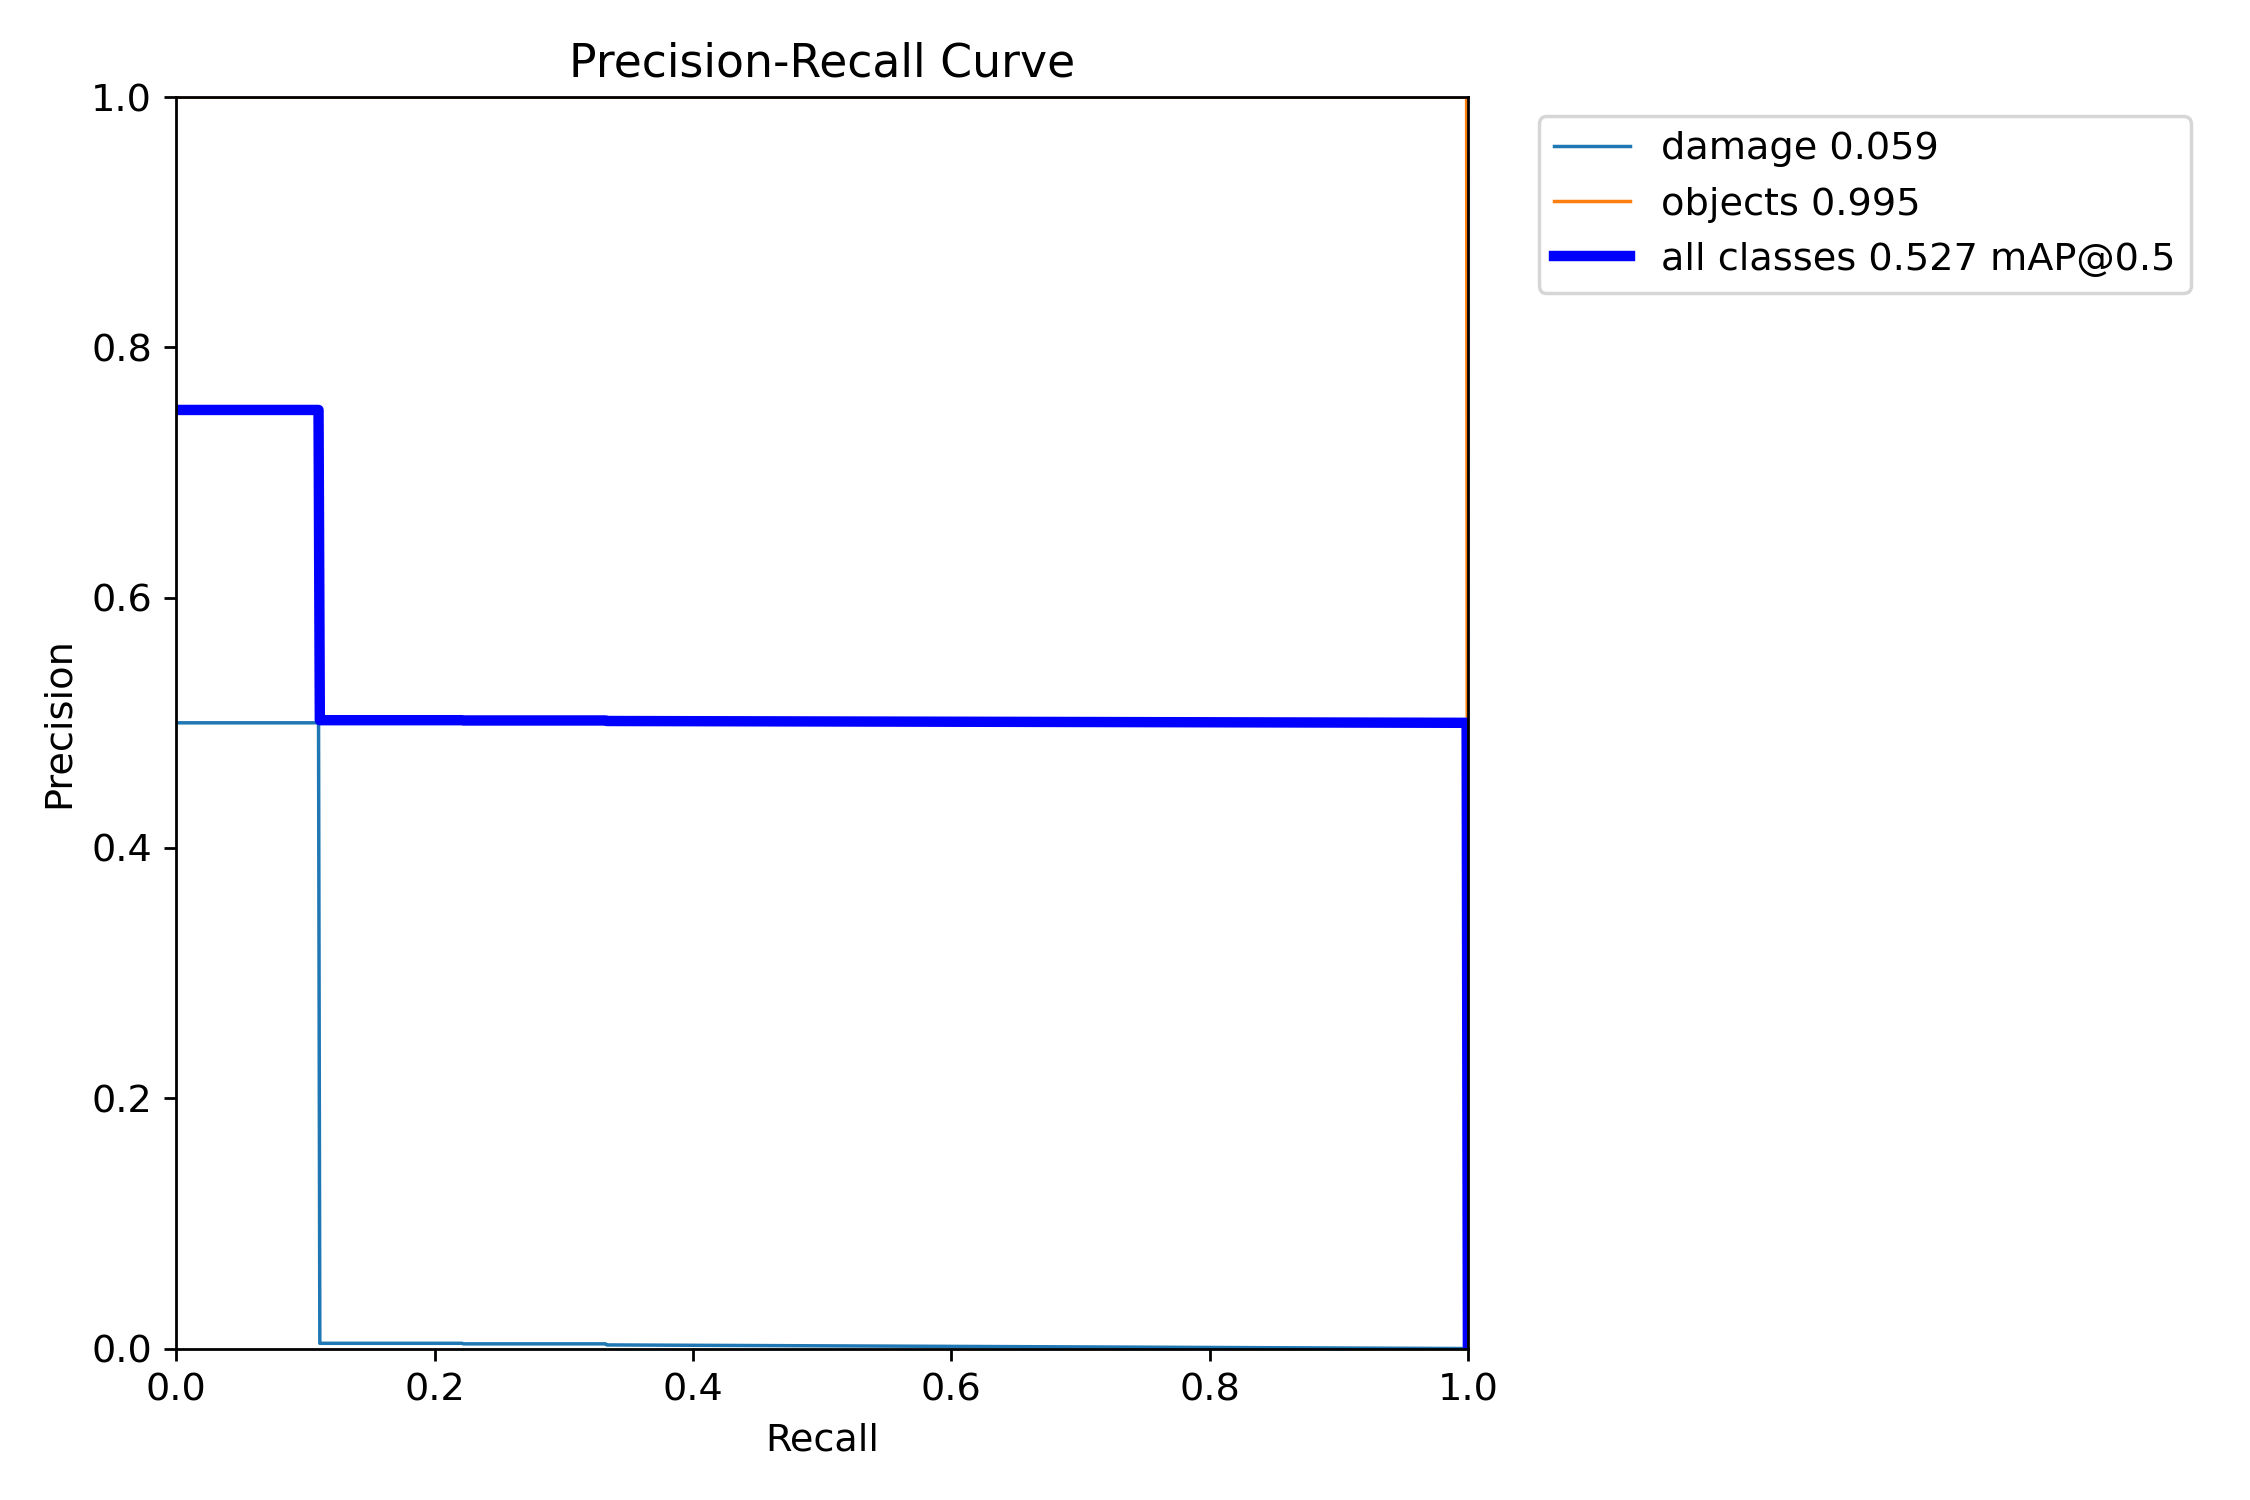 Precision-Recall Curve
1.0
0.8
0.6
0.4
0.2
0.0
Precision
0.0 0.2 0.4 0.6 0.8 1.0
Recall
damage 0.059
objects 0.995
all classes 0.527 mAP@0.5